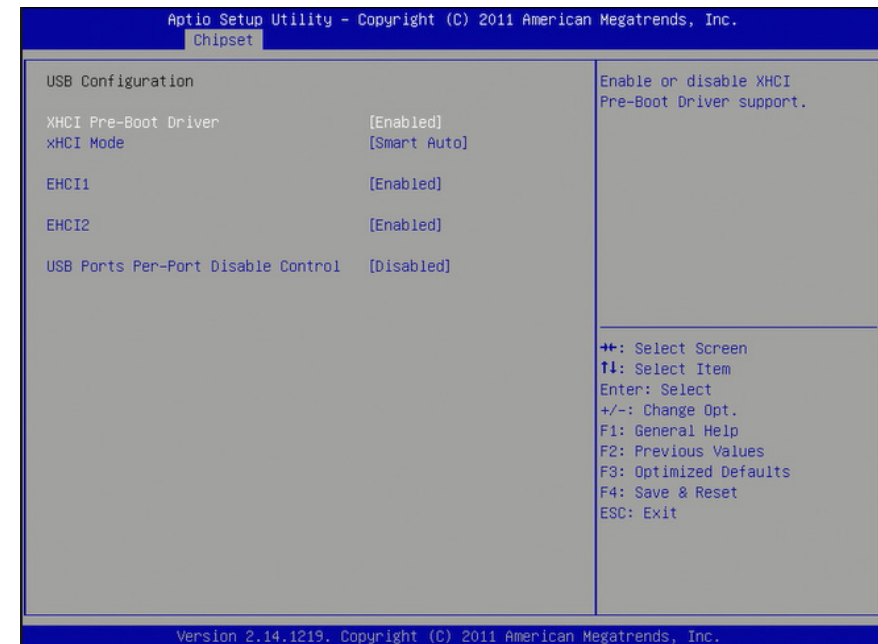 Aptio Setup Utility – Copyright (C) 2011 American Megatrends, Inc.
Chipset
USB Configuration
XHCI Pre-Boot Driver [Enabled]
xHCI Mode [Smart Auto]
EHCI1 [Enabled]
EHCI2 [Enabled]
USB Ports Per-Port Disable Control [Disabled]
Enable or disable XHCI
Pre-Boot Driver support.
→←: Select Screen
↑↓: Select Item
Enter: Select
+/-: Change Opt.
F1: General Help
F2: Previous Values
F3: Optimized Defaults
F4: Save & Reset
ESC: Exit
Version 2.14.1219. Copyright (C) 2011 American Megatrends, Inc.